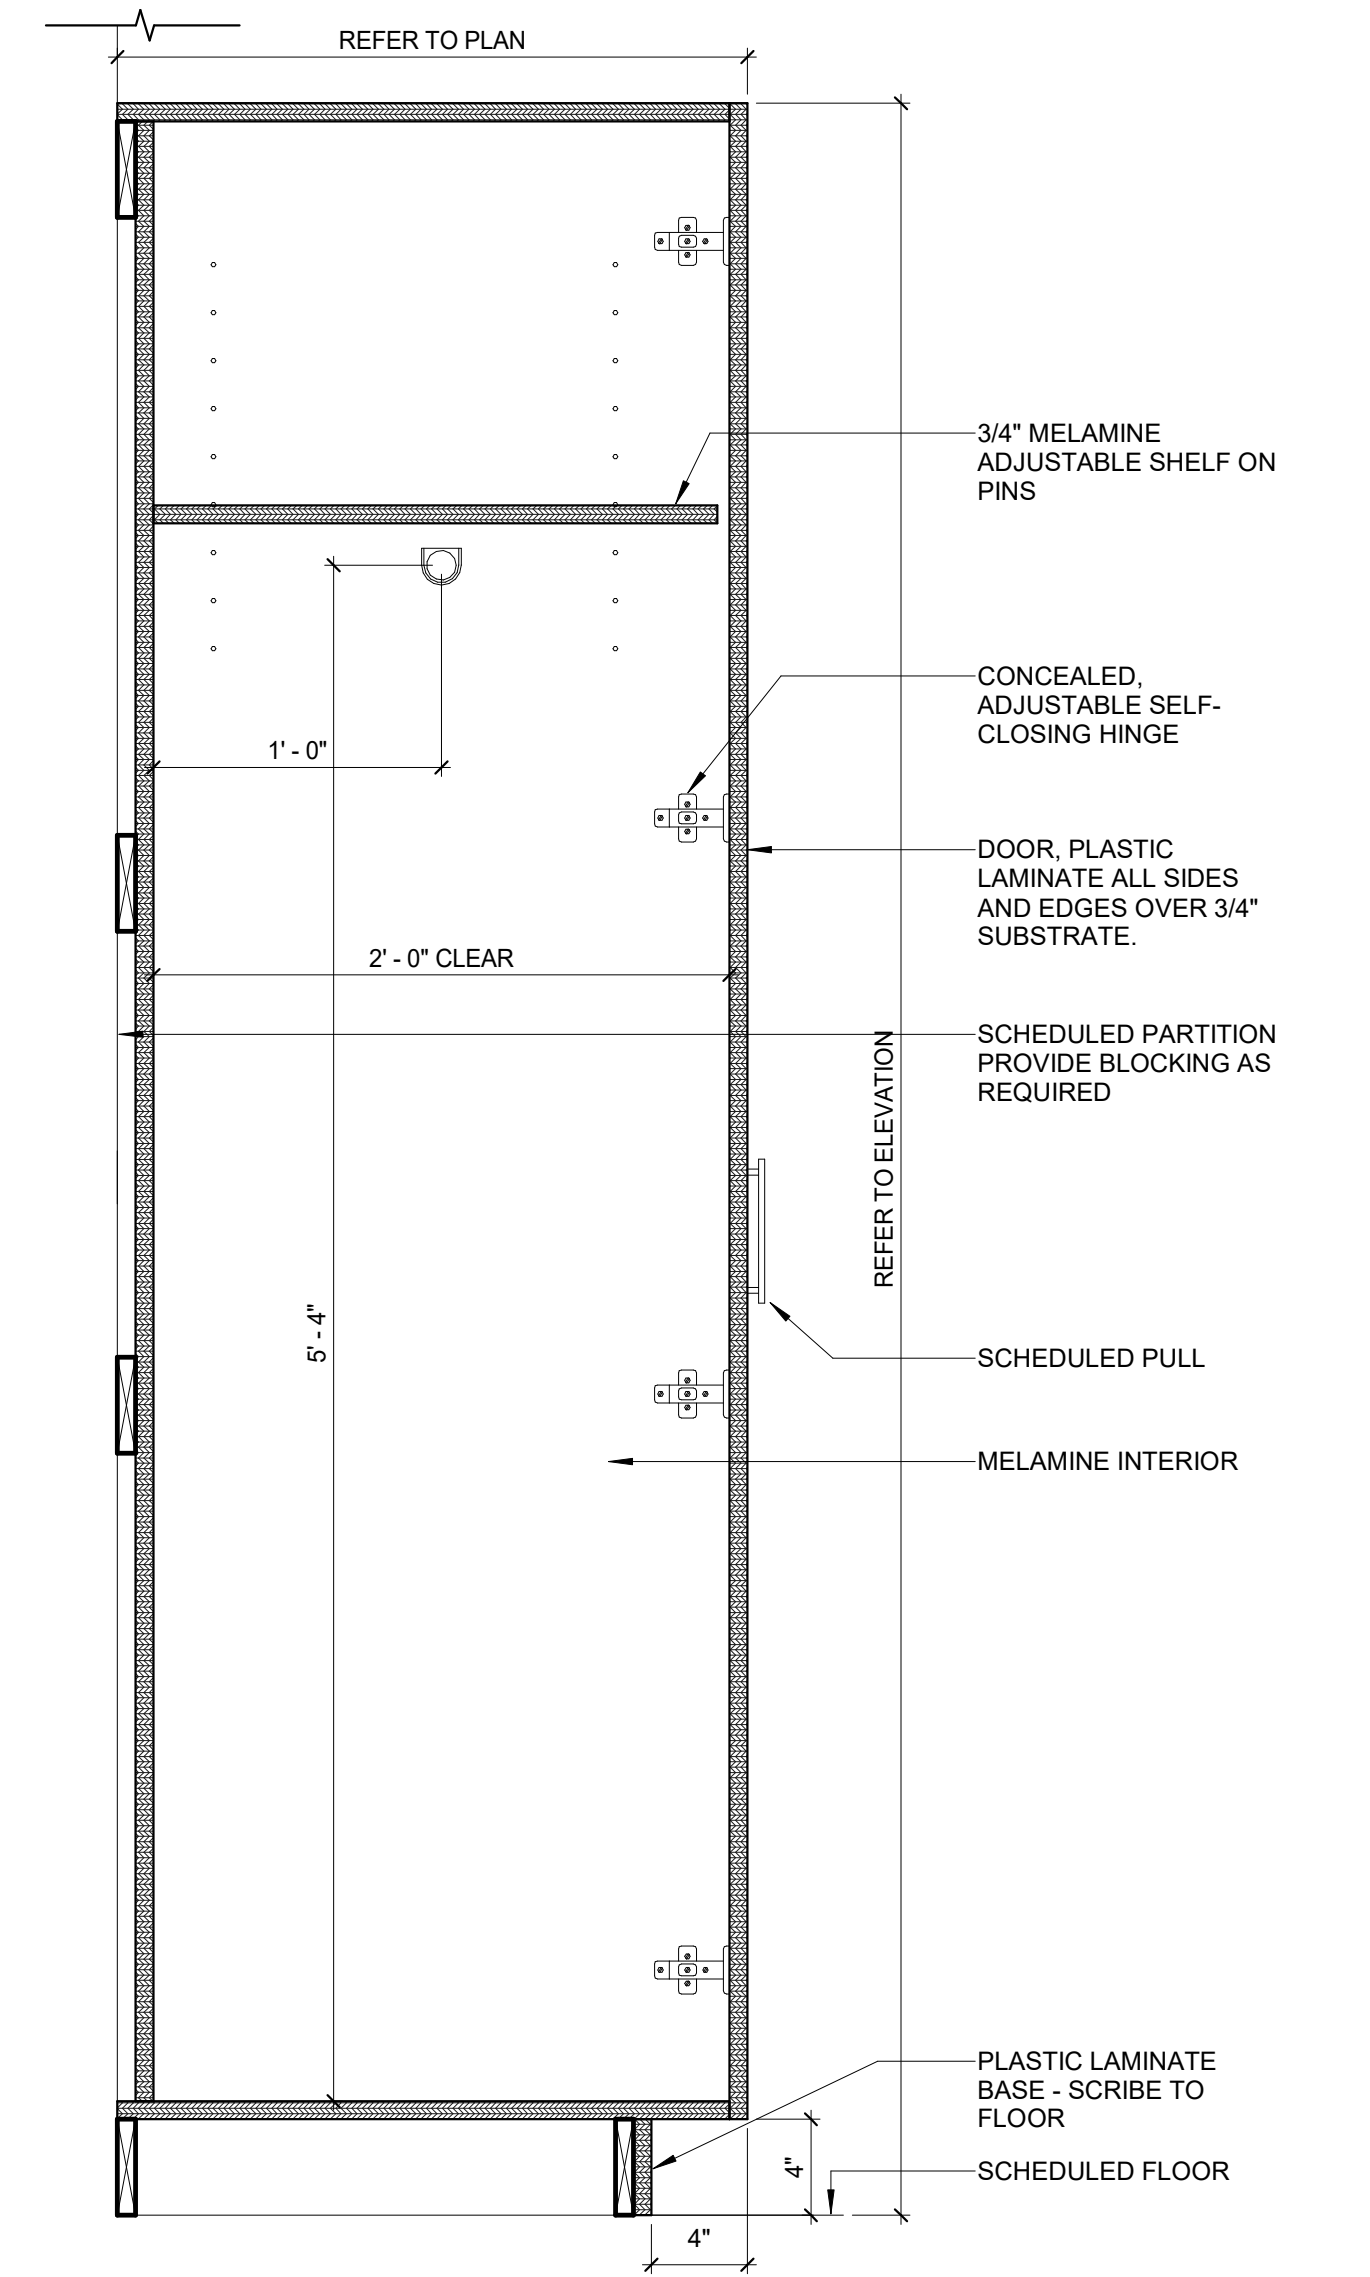 REFER TO PLAN
3/4" MELAMINE
ADJUSTABLE SHELF ON
PINS
CONCEALED,
ADJUSTABLE SELF-
CLOSING HINGE
1' - 0"
DOOR, PLASTIC
LAMINATE ALL SIDES
AND EDGES OVER 3/4"
SUBSTRATE.
2' - 0" CLEAR
SCHEDULED PARTITION
PROVIDE BLOCKING AS
REQUIRED
REFER TO ELEVATION
5' - 4"
SCHEDULED PULL
MELAMINE INTERIOR
PLASTIC LAMINATE
BASE - SCRIBE TO
FLOOR
4"
SCHEDULED FLOOR
4"